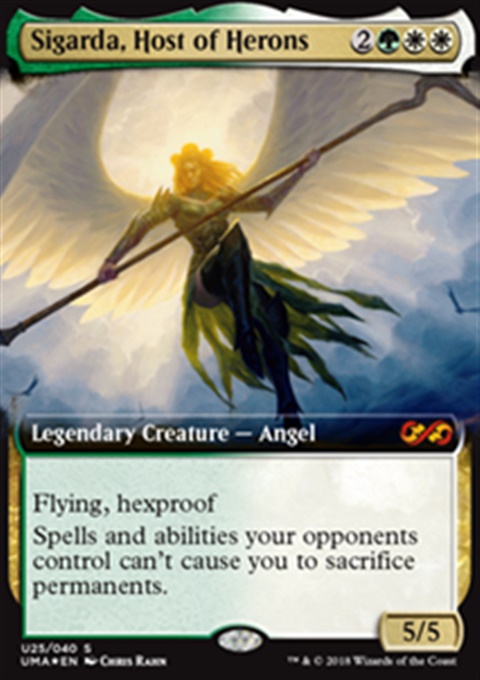 Sigarda, Host of Herons 2
Legendary Creature — Angel
Flying, hexproof
Spells and abilities your opponents
control can't cause you to sacrifice
permanents.
5/5
U25/040 S
UMA★EN Chris Rahn
™ & © 2018 Wizards of the Coast